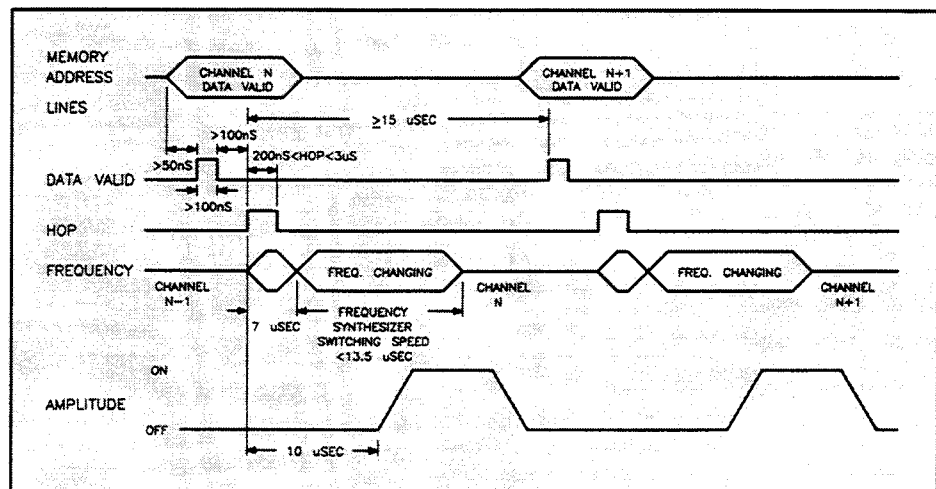 MEMORY
ADDRESS
LINES
CHANNEL N
DATA VALID
CHANNEL N+1
DATA VALID
≥15 uSEC
>100nS
200nS<HOP<3uS
>50nS
DATA VALID
>100nS
HOP
FREQUENCY
FREQ. CHANGING
FREQ. CHANGING
CHANNEL
N-1
CHANNEL
N
CHANNEL
N+1
7 uSEC
FREQUENCY
SYNTHESIZER
SWITCHING SPEED
<13.5 uSEC
ON
AMPLITUDE
OFF
10 uSEC